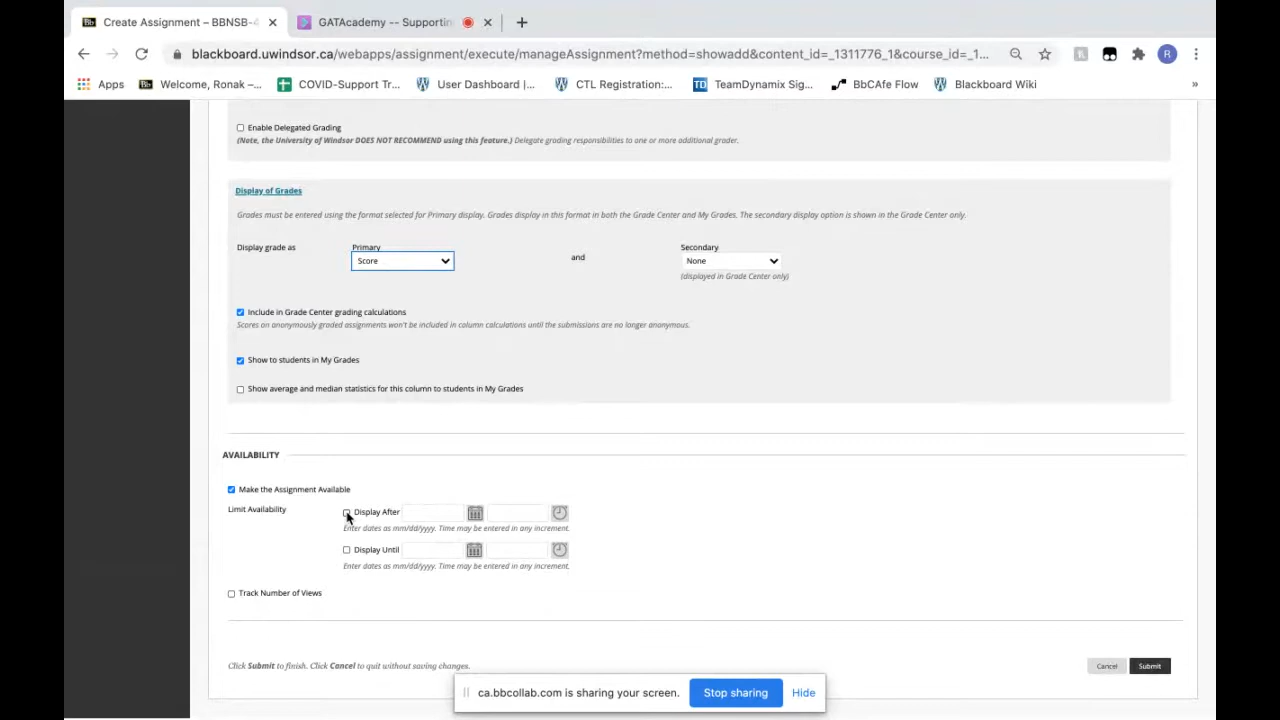 Create Assignment – BBNSB-4
GATAcademy -- Supportin
blackboard.uwindsor.ca/webapps/assignment/execute/manageAssignment?method=showadd&content_id=_1311776_1&course_id=_1...
R
Apps
Bb Welcome, Ronak –...
COVID-Support Tr...
User Dashboard |...
CTL Registration:...
TD TeamDynamix Sig...
BbCAfe Flow
Blackboard Wiki
»
Enable Delegated Grading
(Note, the University of Windsor DOES NOT RECOMMEND using this feature.) Delegate grading responsibilities to one or more additional grader.
Display of Grades
Grades must be entered using the format selected for Primary display. Grades display in this format in both the Grade Center and My Grades. The secondary display option is shown in the Grade Center only.
Display grade as
Primary
Score
and
Secondary
None
(displayed in Grade Center only)
Include in Grade Center grading calculations
Scores on anonymously graded assignments won't be included in column calculations until the submissions are no longer anonymous.
Show to students in My Grades
Show average and median statistics for this column to students in My Grades
AVAILABILITY
Make the Assignment Available
Limit Availability
Display After
Enter dates as mm/dd/yyyy. Time may be entered in any increment.
Display Until
Enter dates as mm/dd/yyyy. Time may be entered in any increment.
Track Number of Views
Click Submit to finish. Click Cancel to quit without saving changes.
Cancel
Submit
ca.bbcollab.com is sharing your screen.
Stop sharing
Hide